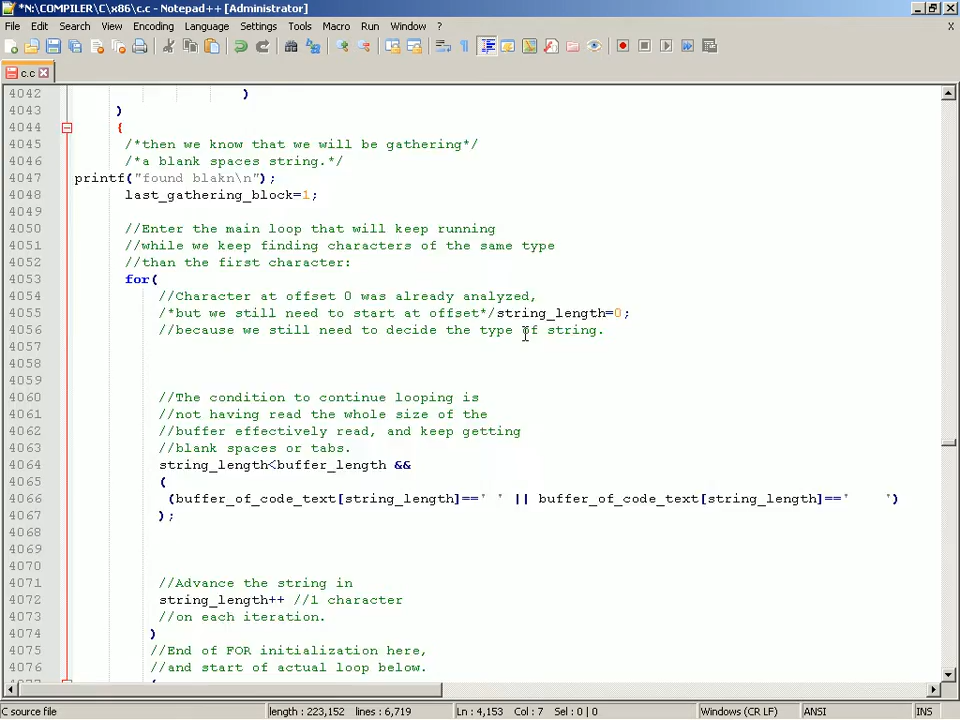 *N:\COMPILER\C\x86\c.c - Notepad++ [Administrator]
File Edit Search View Encoding Language Settings Tools Macro Run Window ? X
c.c
4042 )
4043 )
4044 {
4045 /*then we know that we will be gathering*/
4046 /*a blank spaces string.*/
4047 printf("found blakn\n");
4048 last_gathering_block=1;
4049
4050 //Enter the main loop that will keep running
4051 //while we keep finding characters of the same type
4052 //than the first character:
4053 for(
4054 //Character at offset 0 was already analyzed,
4055 /*but we still need to start at offset*/string_length=0;
4056 //because we still need to decide the type of string.
4057
4058
4059
4060 //The condition to continue looping is
4061 //not having read the whole size of the
4062 //buffer effectively read, and keep getting
4063 //blank spaces or tabs.
4064 string_length<buffer_length &&
4065 (
4066 (buffer_of_code_text[string_length]==' ' || buffer_of_code_text[string_length]=='	')
4067 );
4068
4069
4070
4071 //Advance the string in
4072 string_length++ //1 character
4073 //on each iteration.
4074 )
4075 //End of FOR initialization here,
4076 //and start of actual loop below.
C source file length : 223,152 lines : 6,719 Ln : 4,153 Col : 7 Sel : 0 | 0 Windows (CR LF) ANSI INS